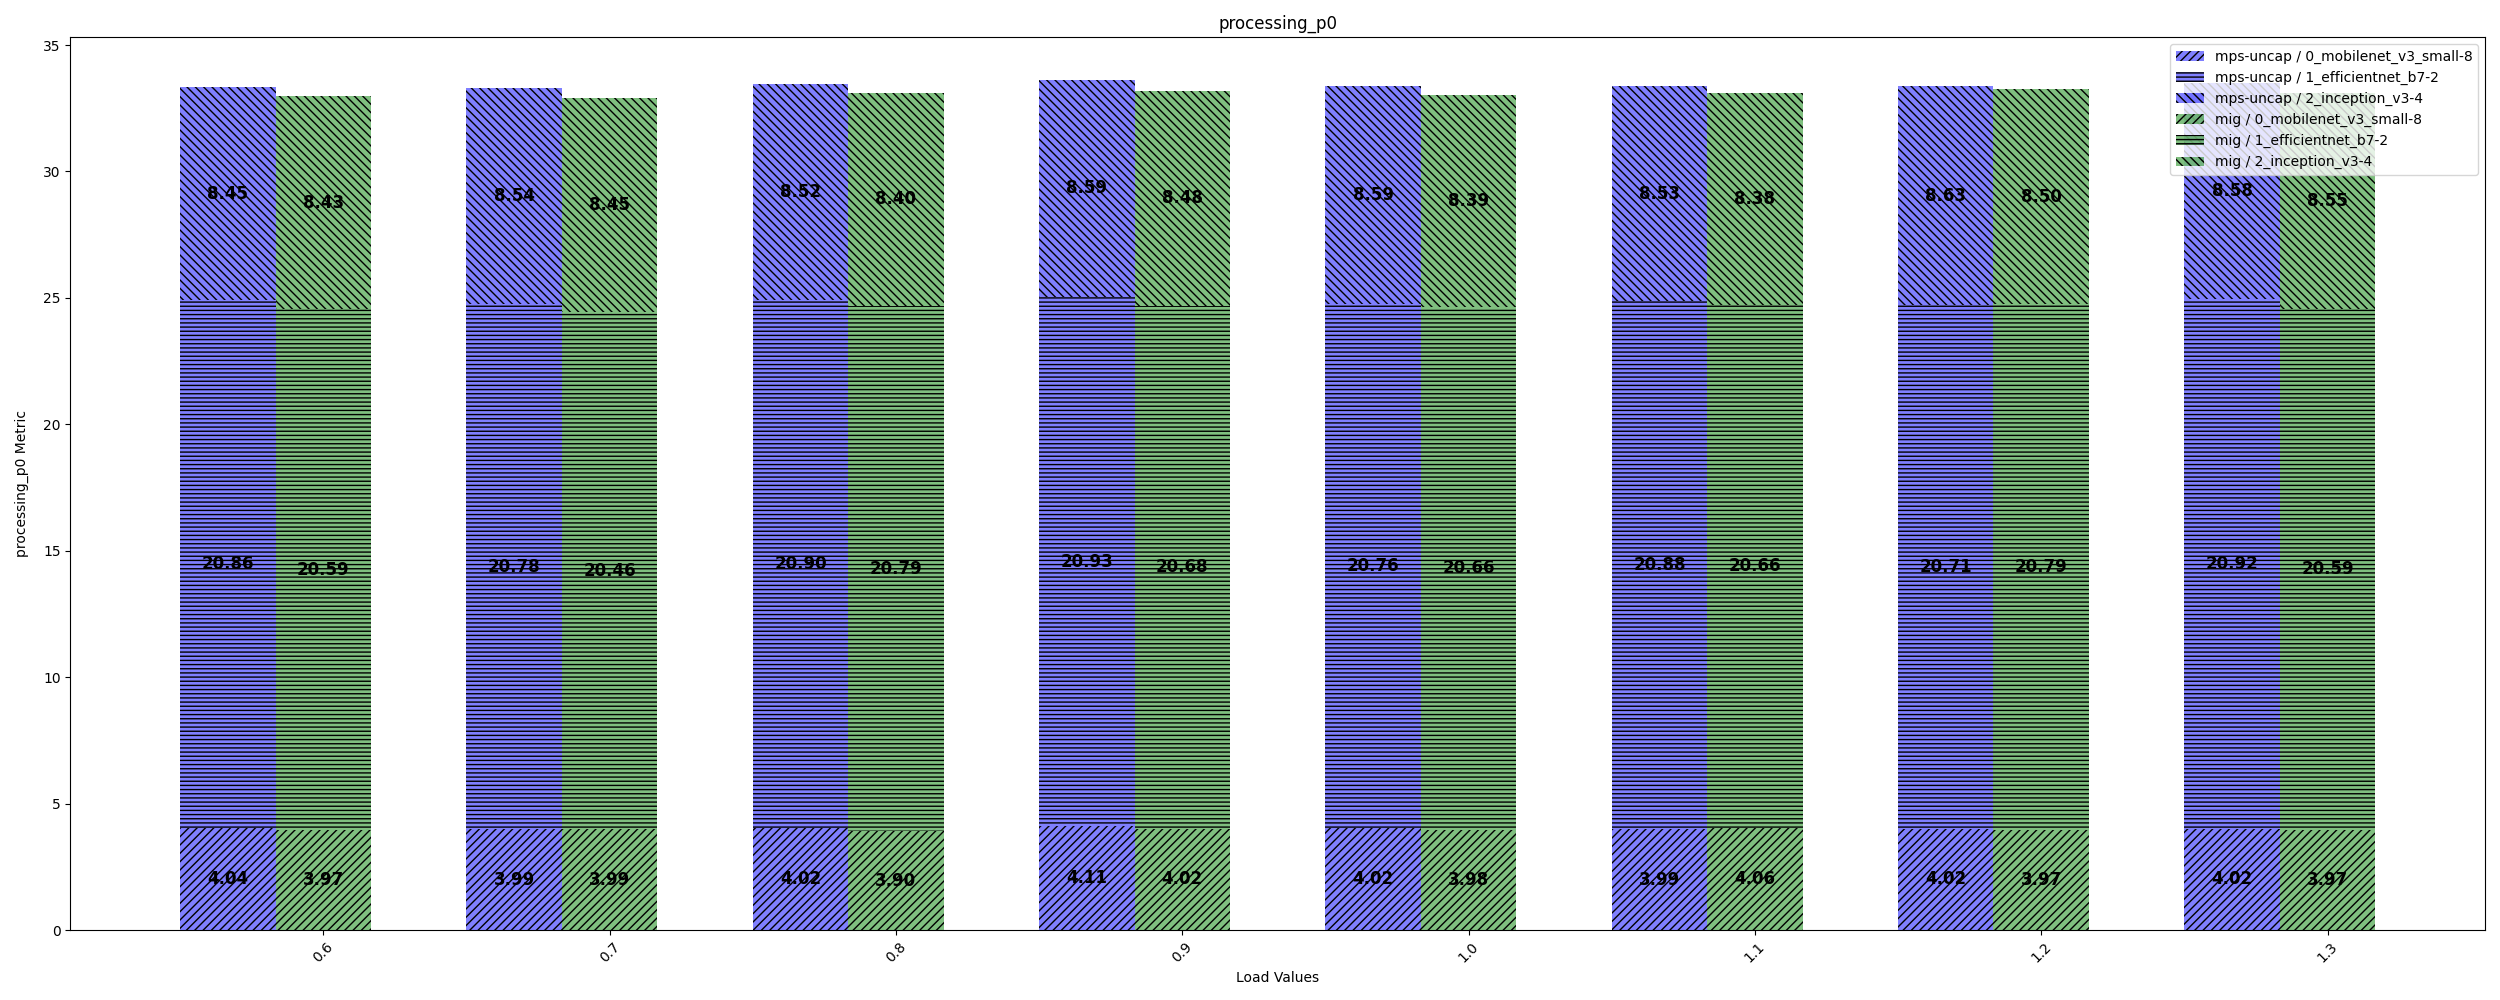 processing_p0
processing_p0 Metric
35
30
25
20
15
10
5
0
mps-uncap / 0_mobilenet_v3_small-8
mps-uncap / 1_efficientnet_b7-2
mps-uncap / 2_inception_v3-4
mig / 0_mobilenet_v3_small-8
mig / 1_efficientnet_b7-2
mig / 2_inception_v3-4
8.45 8.43 8.54 8.45 8.52 8.40 8.59 8.48 8.59 8.39 8.53 8.38 8.63 8.50 8.58 8.55
20.86 20.59 20.78 20.46 20.90 20.79 20.93 20.68 20.76 20.66 20.88 20.66 20.71 20.79 20.92 20.59
4.04 3.97 3.99 3.99 4.02 3.90 4.11 4.02 4.02 3.98 3.99 4.06 4.02 3.97 4.02 3.97
0.6 0.7 0.8 0.9 1.0 1.1 1.2 1.3
Load Values